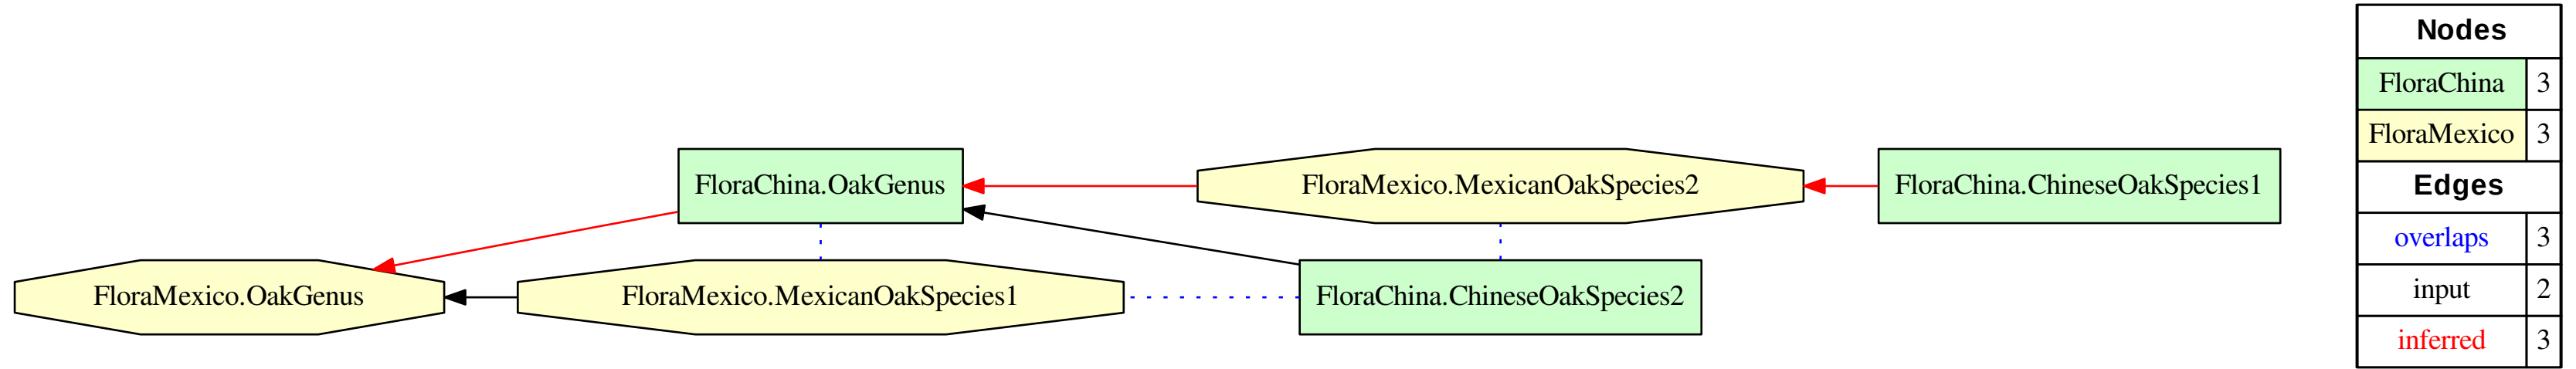 FloraChina.OakGenus
FloraMexico.MexicanOakSpecies2
FloraChina.ChineseOakSpecies1
FloraMexico.OakGenus
FloraMexico.MexicanOakSpecies1
FloraChina.ChineseOakSpecies2
Nodes
FloraChina 3
FloraMexico 3
Edges
overlaps 3
input 2
inferred 3